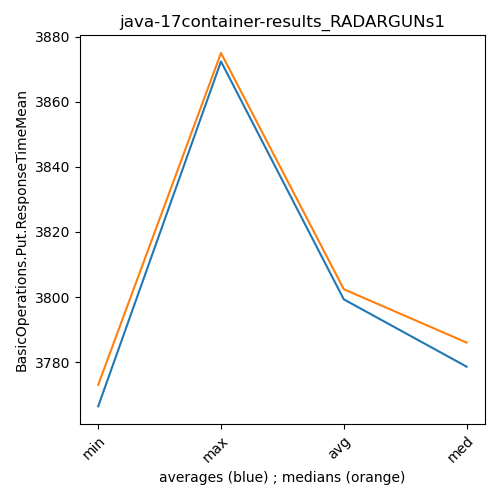 java-17container-results_RADARGUNs1
BasicOperations.Put.ResponseTimeMean
3880
3860
3840
3820
3800
3780
min
max
avg
med
averages (blue) ; medians (orange)